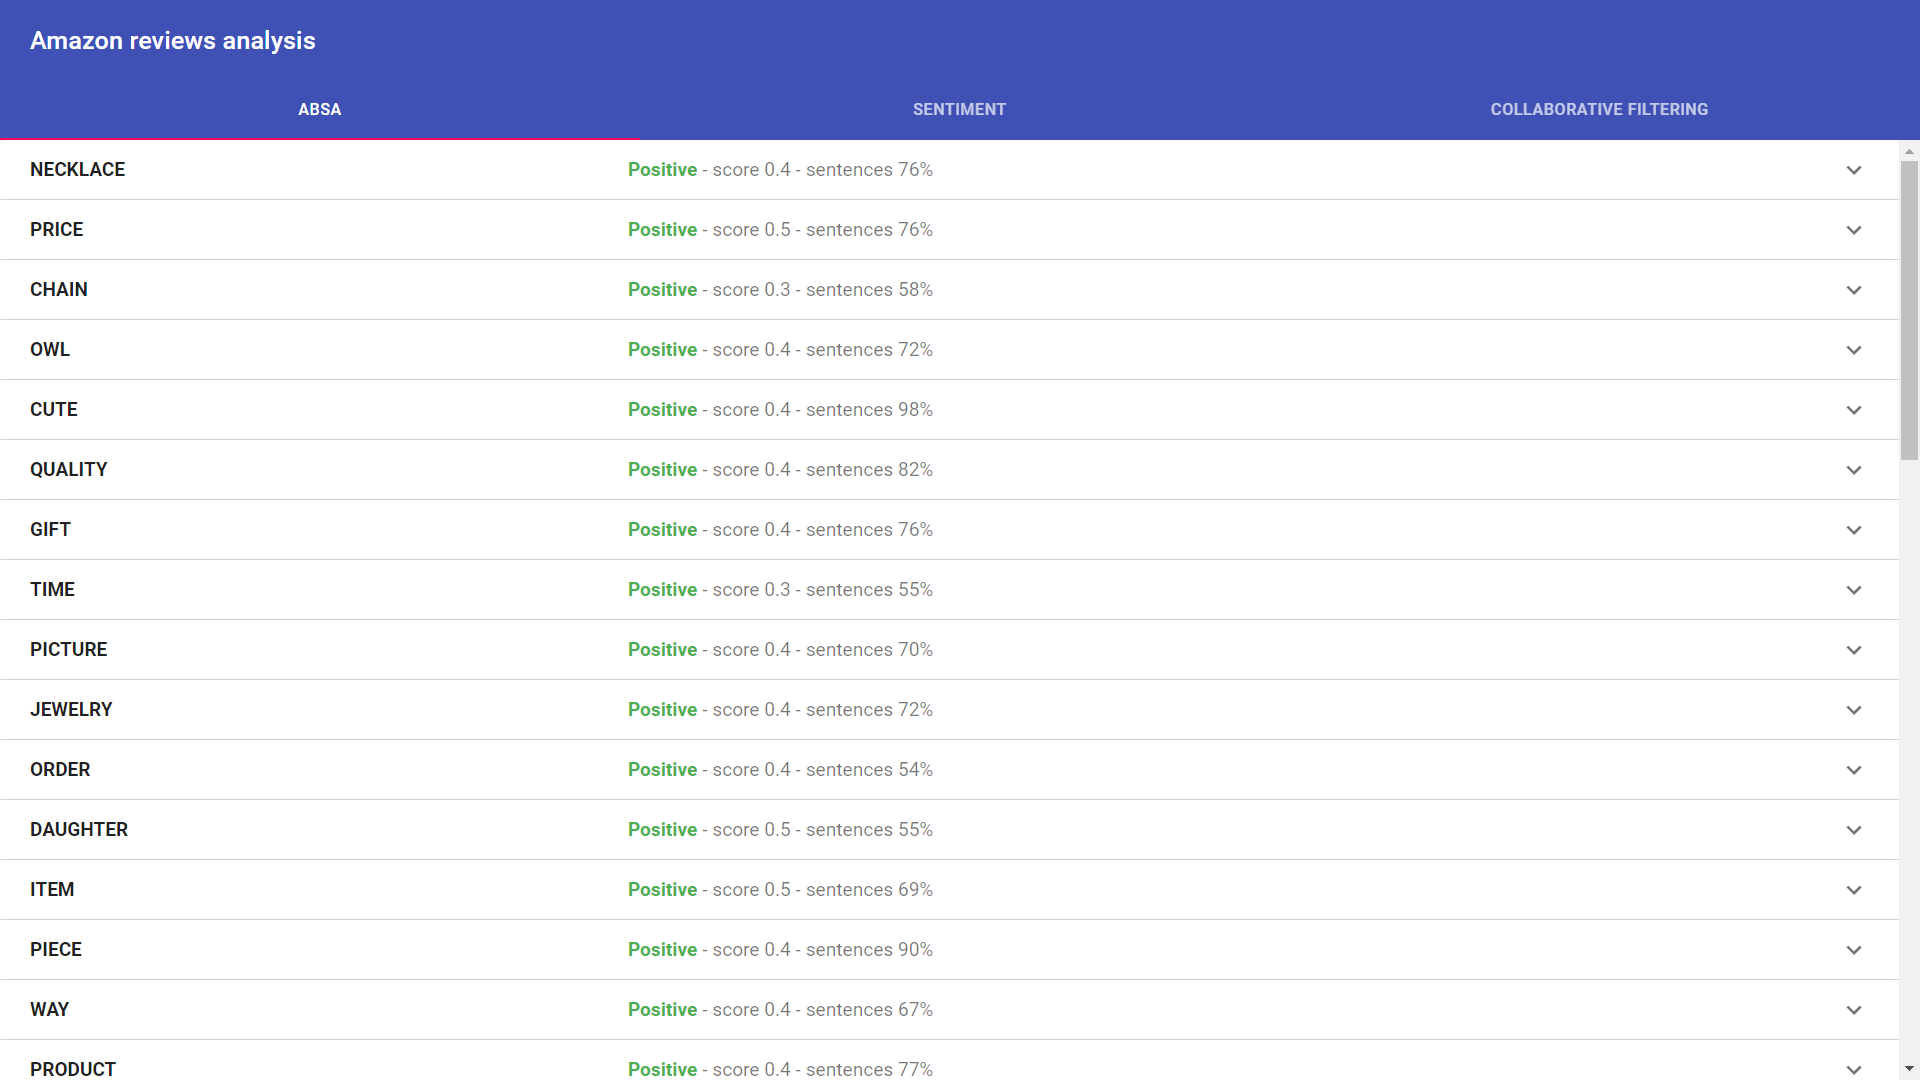 Amazon reviews analysis
ABSA SENTIMENT COLLABORATIVE FILTERING
NECKLACE Positive - score 0.4 - sentences 76%
PRICE Positive - score 0.5 - sentences 76%
CHAIN Positive - score 0.3 - sentences 58%
OWL Positive - score 0.4 - sentences 72%
CUTE Positive - score 0.4 - sentences 98%
QUALITY Positive - score 0.4 - sentences 82%
GIFT Positive - score 0.4 - sentences 76%
TIME Positive - score 0.3 - sentences 55%
PICTURE Positive - score 0.4 - sentences 70%
JEWELRY Positive - score 0.4 - sentences 72%
ORDER Positive - score 0.4 - sentences 54%
DAUGHTER Positive - score 0.5 - sentences 55%
ITEM Positive - score 0.5 - sentences 69%
PIECE Positive - score 0.4 - sentences 90%
WAY Positive - score 0.4 - sentences 67%
PRODUCT Positive - score 0.4 - sentences 77%